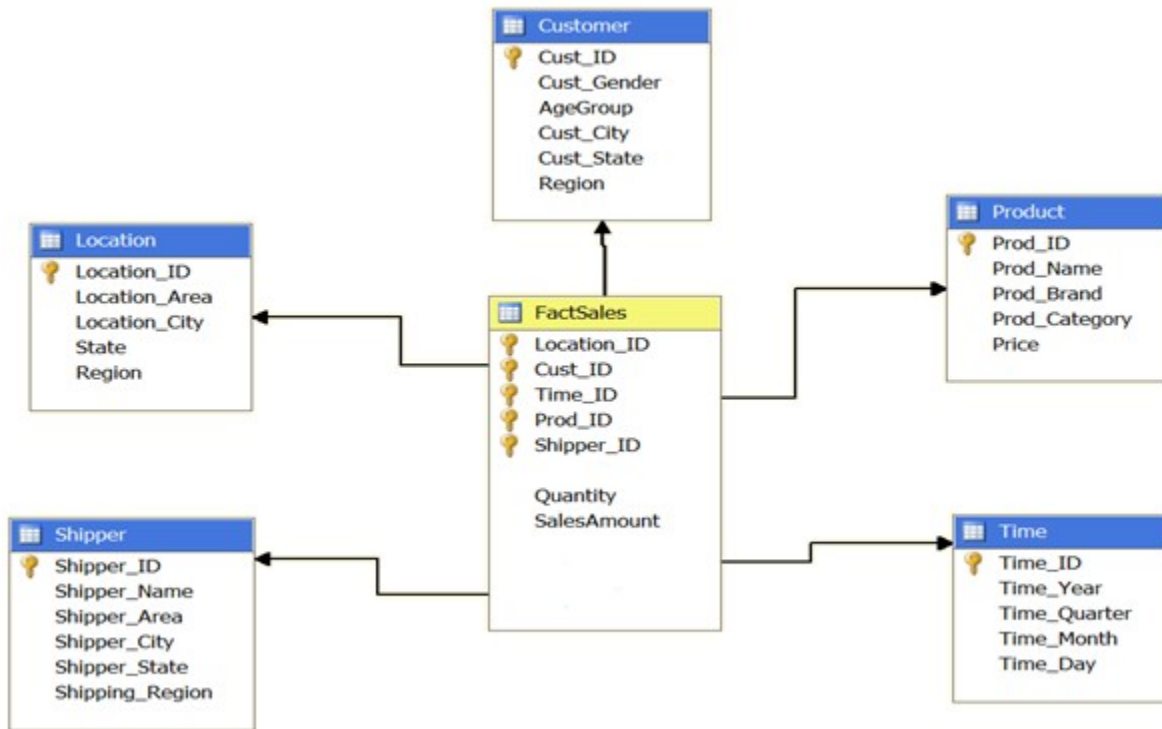 Customer
Cust_ID
Cust_Gender
AgeGroup
Cust_City
Cust_State
Region
Location
Location_ID
Location_Area
Location_City
State
Region
FactSales
Location_ID
Cust_ID
Time_ID
Prod_ID
Shipper_ID
Quantity
SalesAmount
Product
Prod_ID
Prod_Name
Prod_Brand
Prod_Category
Price
Shipper
Shipper_ID
Shipper_Name
Shipper_Area
Shipper_City
Shipper_State
Shipping_Region
Time
Time_ID
Time_Year
Time_Quarter
Time_Month
Time_Day